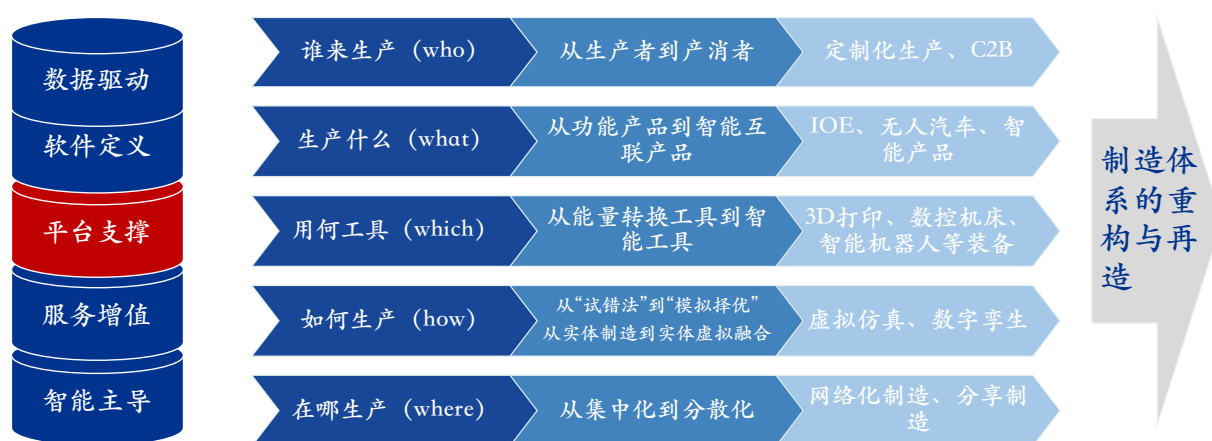 数据驱动
软件定义
平台支撑
服务增值
智能主导
谁来生产（who）
从生产者到产消者
定制化生产、C2B
生产什么（what）
从功能产品到智能互
联产品
IOE、无人汽车、智
能产品
用何工具（which）
从能量转换工具到智
能工具
3D打印、数控机床、
智能机器人等装备
如何生产（how）
从“试错法”到“模拟择优”
从实体制造到实体虚拟融合
虚拟仿真、数字孪生
在哪生产（where）
从集中化到分散化
网络化制造、分享制
造
制造体
系的重
构与再
造